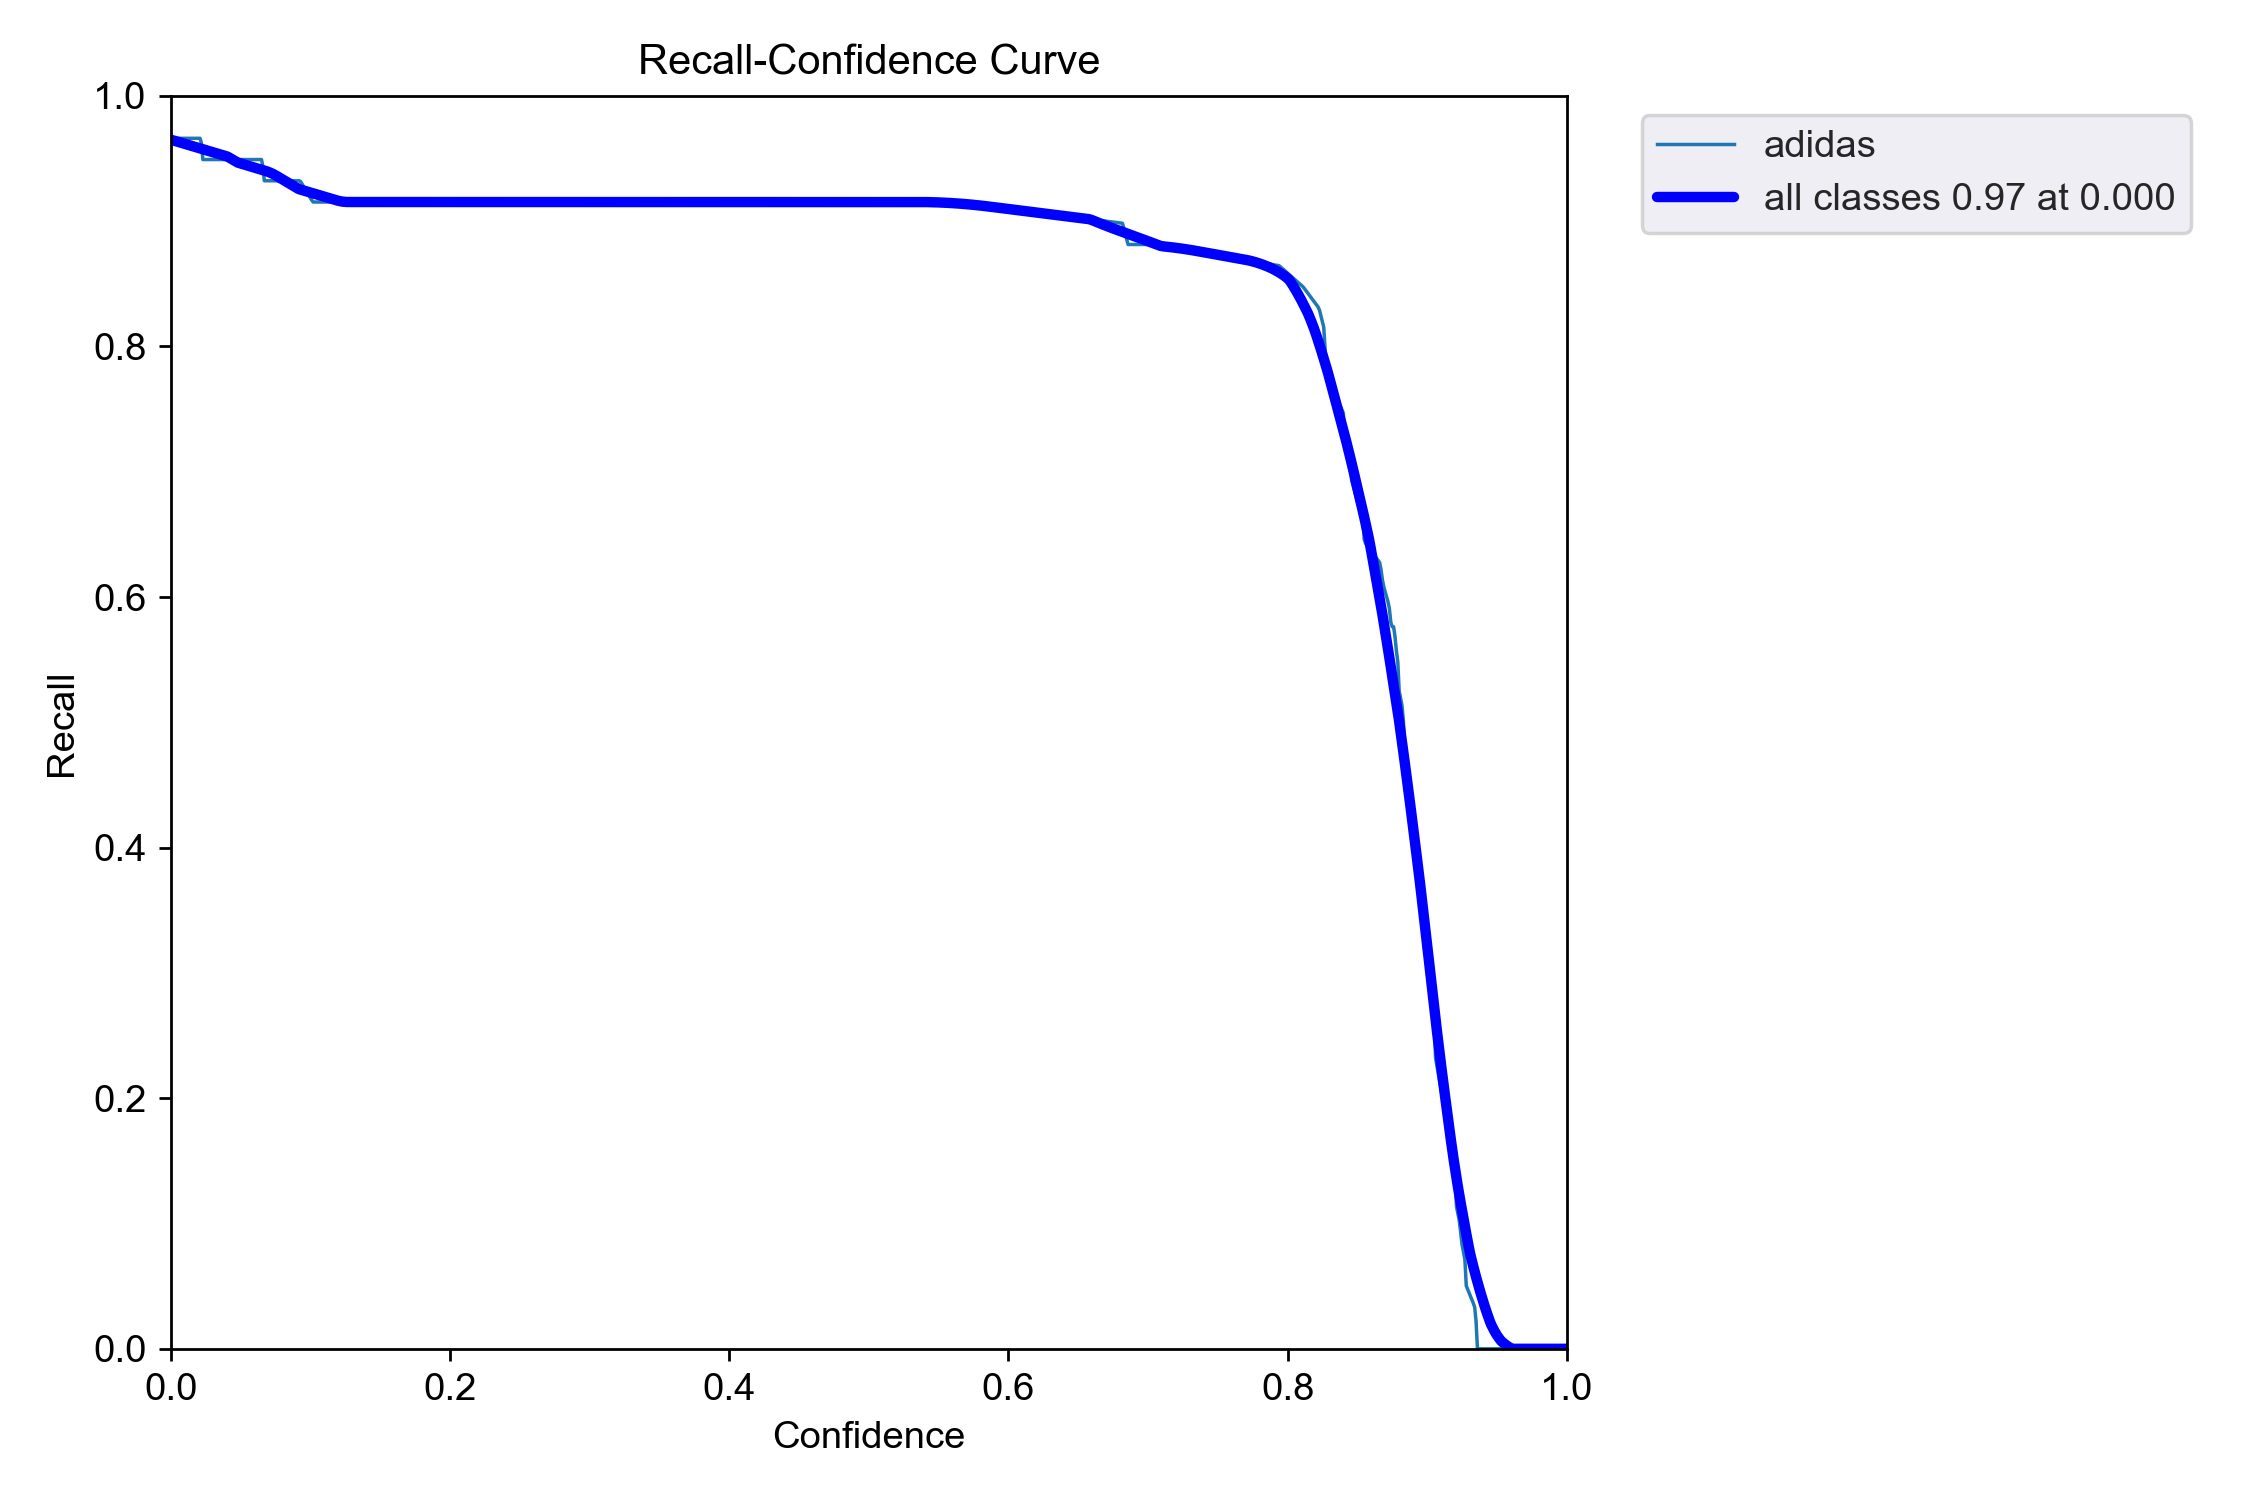 Recall-Confidence Curve
1.0
0.8
0.6
0.4
0.2
0.0
Recall
0.0 0.2 0.4 0.6 0.8 1.0
Confidence
adidas
all classes 0.97 at 0.000